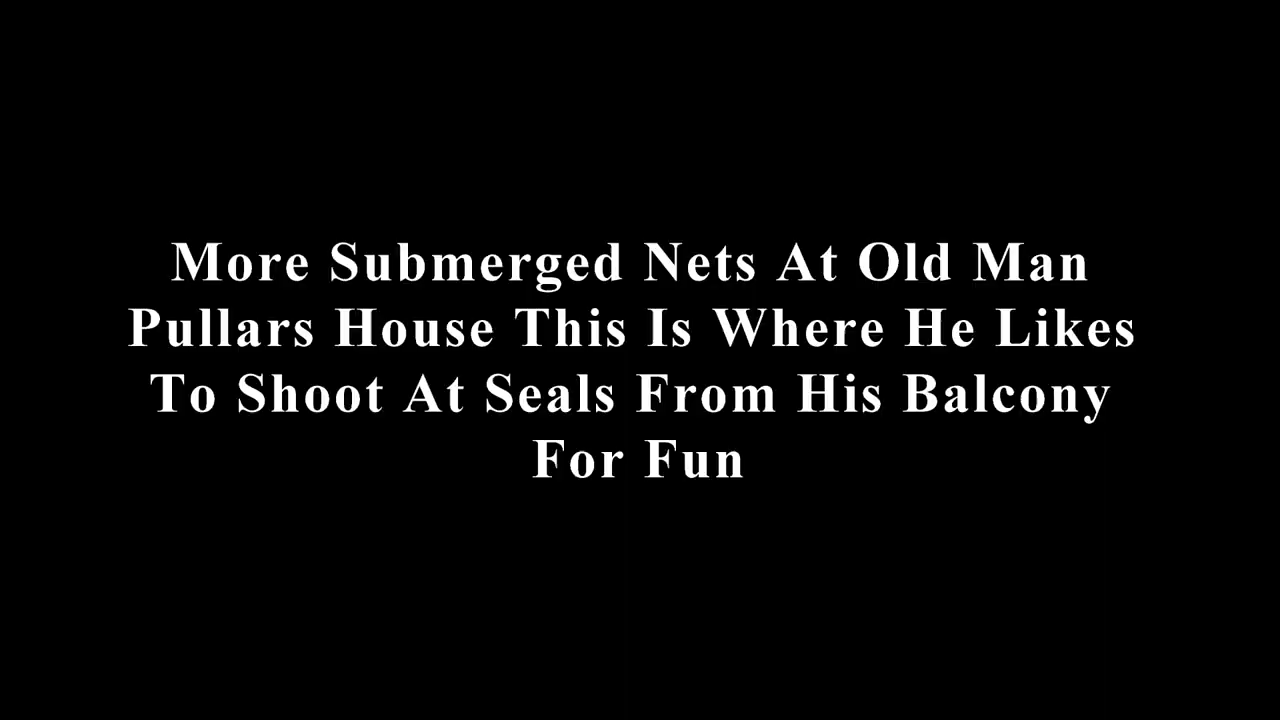 More Submerged Nets At Old Man
Pullars House This Is Where He Likes
To Shoot At Seals From His Balcony
For Fun